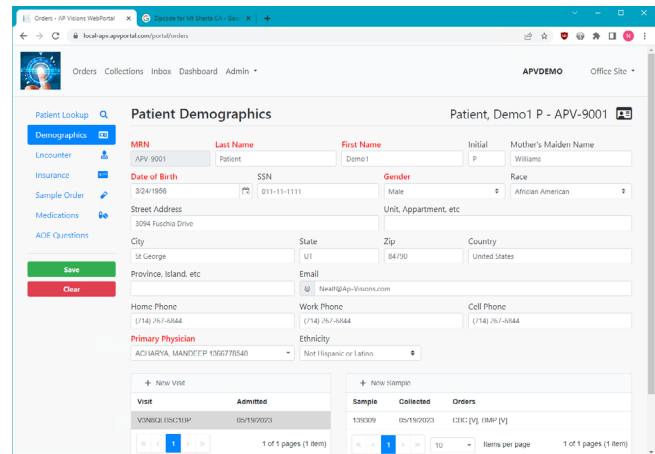 Orders - AP Visions WebPortal
Zipcode for Mt Shasta CA - Goo
local-apv.apvportal.com/portal/orders
N
Orders Collections Inbox Dashboard Admin
APVDEMO Office Site
Patient Lookup
Demographics
Encounter
Insurance
Sample Order
Medications
AOE Questions
Save
Clear
Patient Demographics
Patient, Demo1 P - APV-9001
MRN Last Name First Name Initial Mother's Maiden Name
APV-9001 Patient Demo1 P Williams
Date of Birth SSN Gender Race
3/24/1956 011-11-1111 Male African American
Street Address Unit, Appartment, etc
3094 Fuschia Drive
City State Zip Country
St George UT 84790 United States
Province, Island, etc Email
@ Nealf@Ap-Visions.com
Home Phone Work Phone Cell Phone
(714) 267-6844 (714) 267-6844 (714) 267-6844
Primary Physician Ethnicity
ACHARYA, MANDEEP 1366778540 Not Hispanic or Latino
+ New Visit + New Sample
Visit Admitted Sample Collected Orders
05/19/2023 139309 05/19/2023 CBC [V], BMP [V]
1 1 of 1 pages (1 item) 1 10 Items per page 1 of 1 pages (1 item)